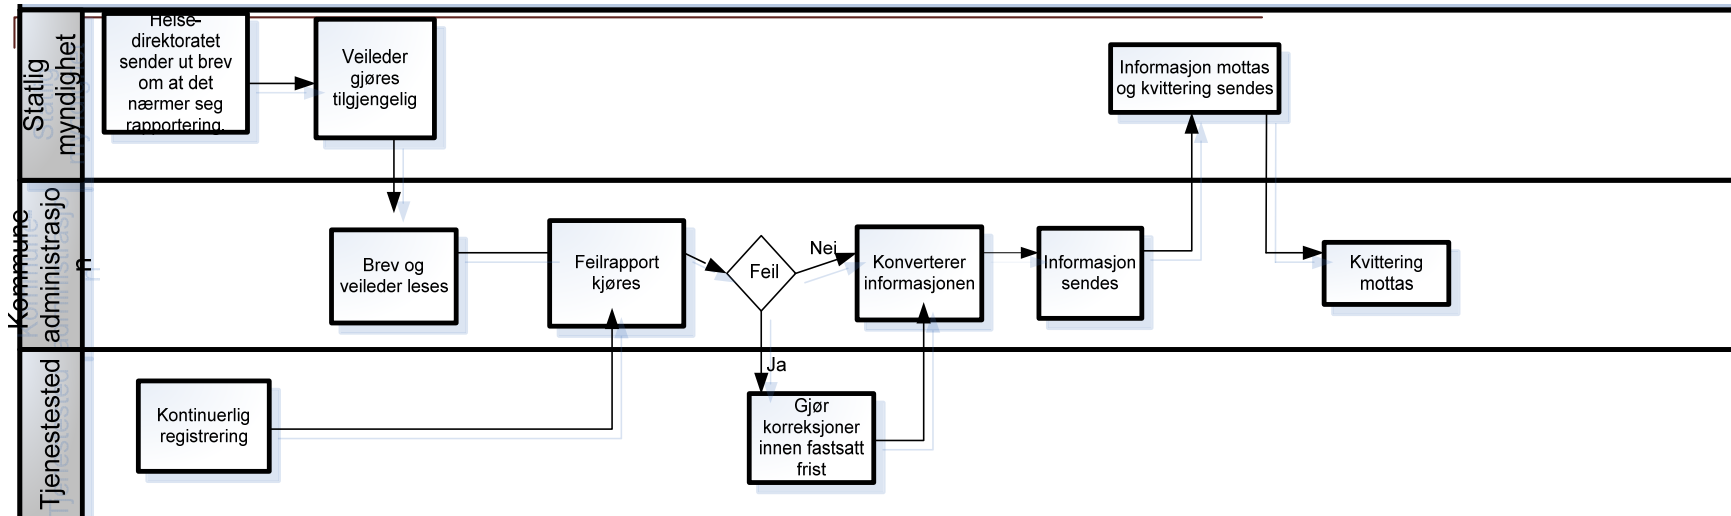 Statlig
myndighet
Helse-
direktoratet
sender ut brev
om at det
nærmer seg
rapportering.
Veileder
gjøres
tilgjengelig
Informasjon mottas
og kvittering sendes
Kommune
administrasjo
n
Brev og
veileder leses
Feilrapport
kjøres
Feil
Nei
Ja
Konverterer
informasjonen
Informasjon
sendes
Kvittering
mottas
Tjenestested
Kontinuerlig
registrering
Gjør
korreksjoner
innen fastsatt
frist